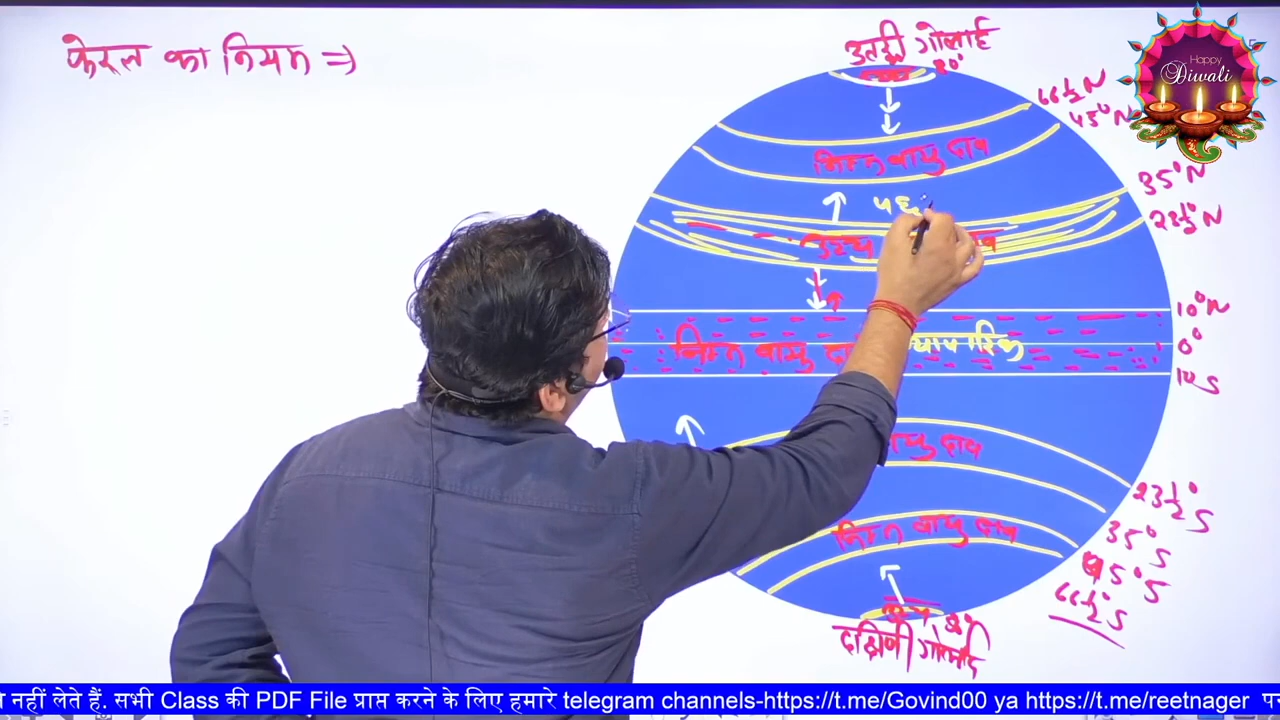 फेरल का नियम =>
उत्तरी गोलार्द्ध
90°
Happy
Diwali
66½ N
45° N
निम्न वायु दाब
35° N
पछु
23½° N
उच्च
10° N
निम्न वायु दा
व्यापारिक
0°
10 S
वायु दाब
23½° S
निम्न वायु दाब
35° S
45° S
66½° S
दक्षिणी गोलार्द्ध
नहीं लेते हैं. सभी Class की PDF File प्राप्त करने के लिए हमारे telegram channels-https://t.me/Govind00 ya https://t.me/reetnager